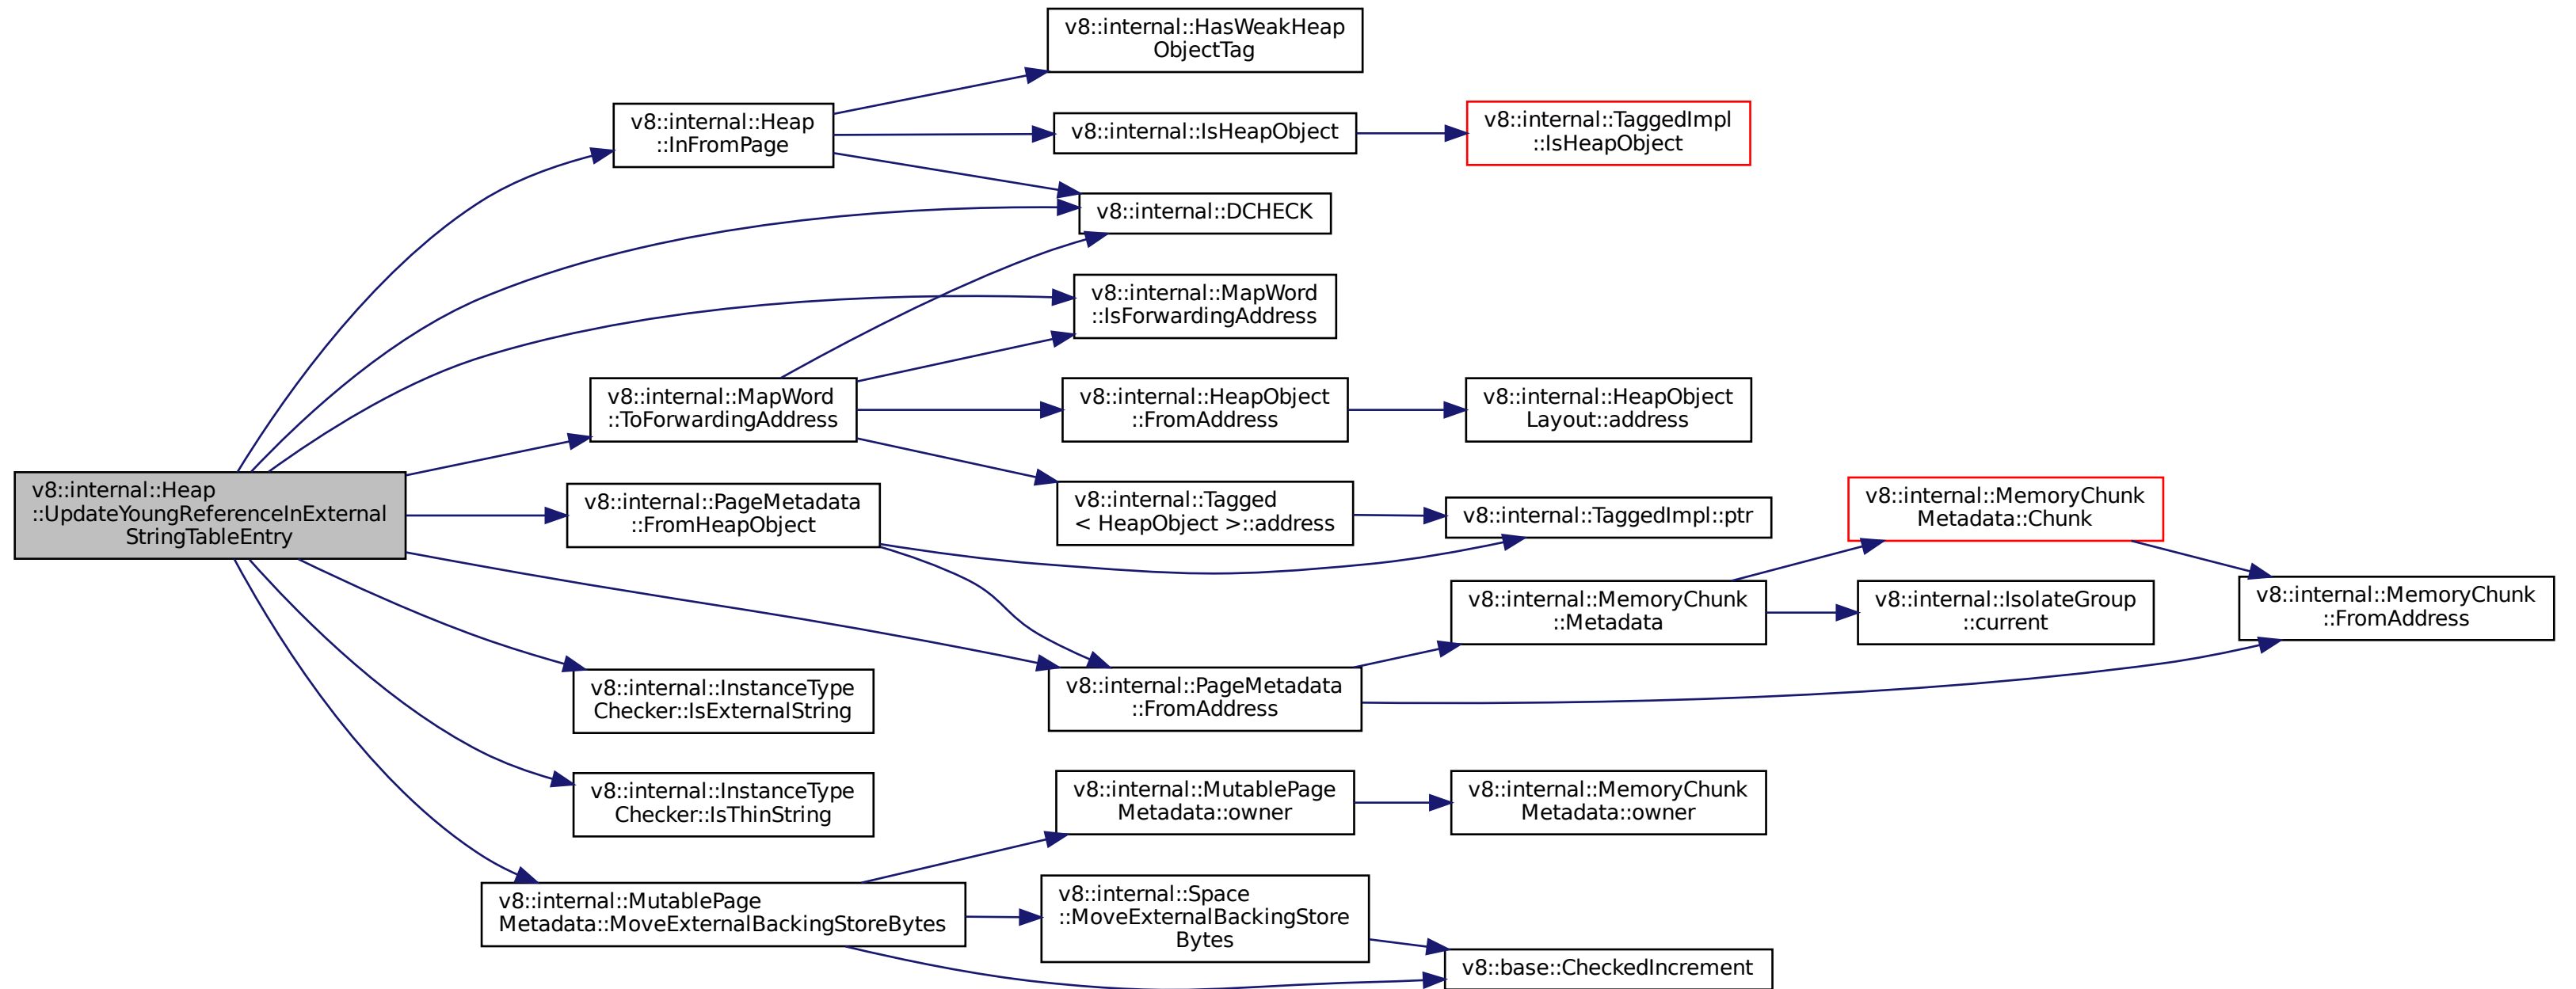 v8::internal::HasWeakHeap
ObjectTag
v8::internal::Heap
::InFromPage
v8::internal::IsHeapObject
v8::internal::TaggedImpl
::IsHeapObject
v8::internal::DCHECK
v8::internal::MapWord
::IsForwardingAddress
v8::internal::MapWord
::ToForwardingAddress
v8::internal::HeapObject
::FromAddress
v8::internal::HeapObject
Layout::address
v8::internal::Heap
::UpdateYoungReferenceInExternal
StringTableEntry
v8::internal::PageMetadata
::FromHeapObject
v8::internal::Tagged
< HeapObject >::address
v8::internal::TaggedImpl::ptr
v8::internal::MemoryChunk
Metadata::Chunk
v8::internal::MemoryChunk
::Metadata
v8::internal::IsolateGroup
::current
v8::internal::MemoryChunk
::FromAddress
v8::internal::InstanceType
Checker::IsExternalString
v8::internal::PageMetadata
::FromAddress
v8::internal::InstanceType
Checker::IsThinString
v8::internal::MutablePage
Metadata::owner
v8::internal::MemoryChunk
Metadata::owner
v8::internal::MutablePage
Metadata::MoveExternalBackingStoreBytes
v8::internal::Space
::MoveExternalBackingStore
Bytes
v8::base::CheckedIncrement